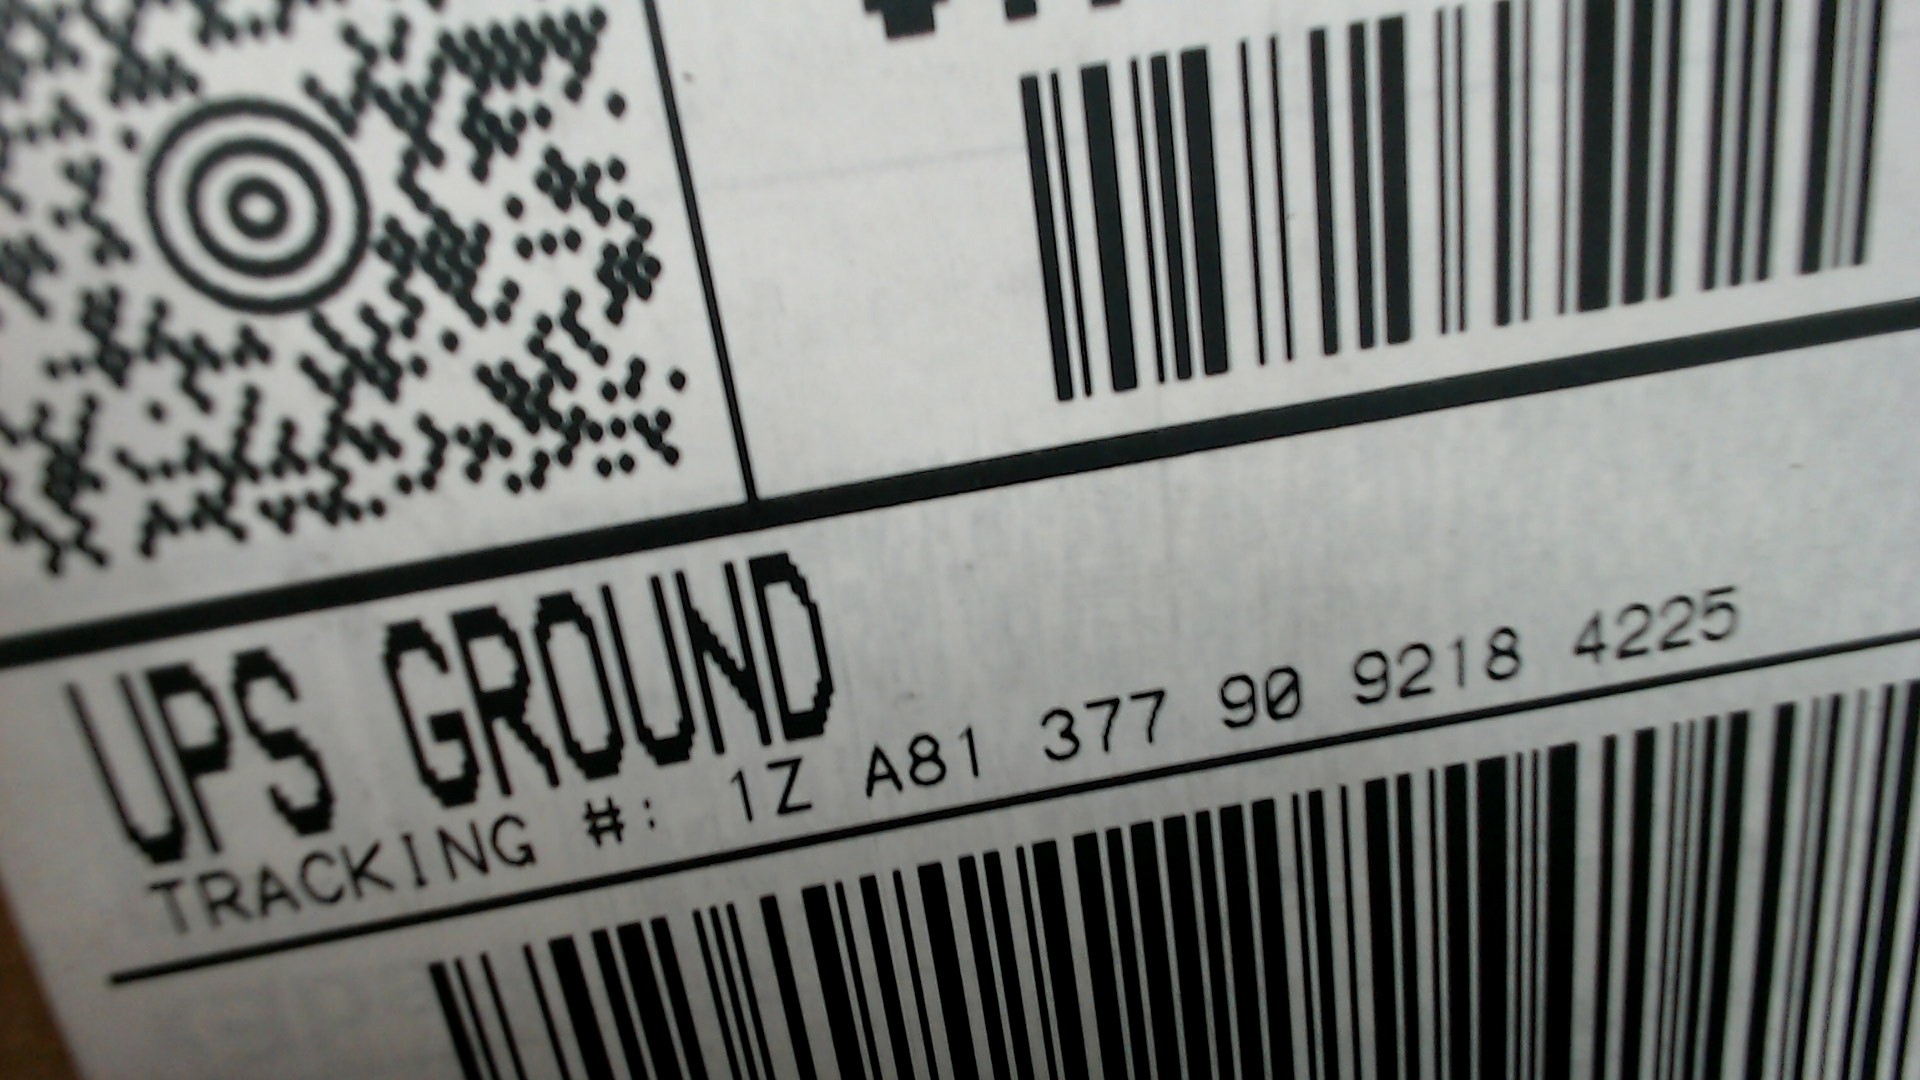 UPS GROUND
TRACKING #: 1Z A81 377 90 9218 4225